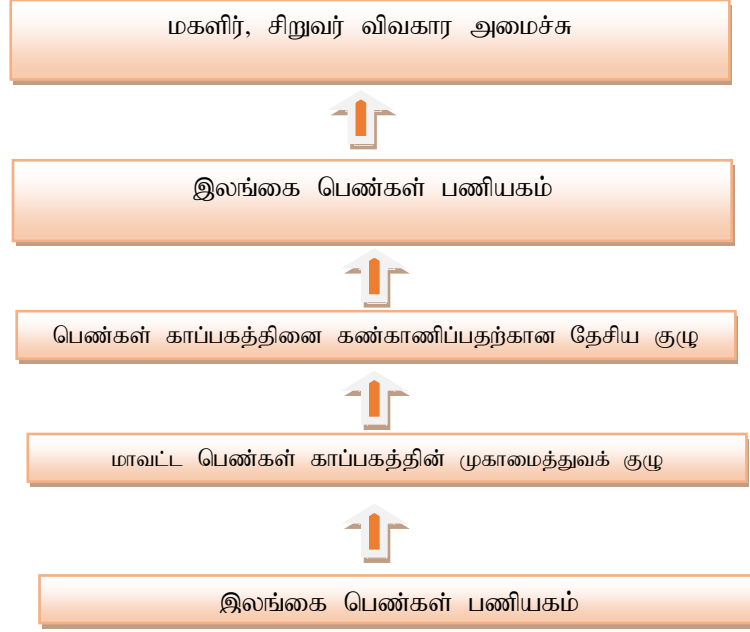 மகளிர், சிறுவர் விவகார அமைச்சு
இலங்கை பெண்கள் பணியகம்
பெண்கள் காப்பகத்தினை கண்காணிப்பதற்கான தேசிய குழு
மாவட்ட பெண்கள் காப்பகத்தின் முகாமைத்துவக் குழு
இலங்கை பெண்கள் பணியகம்